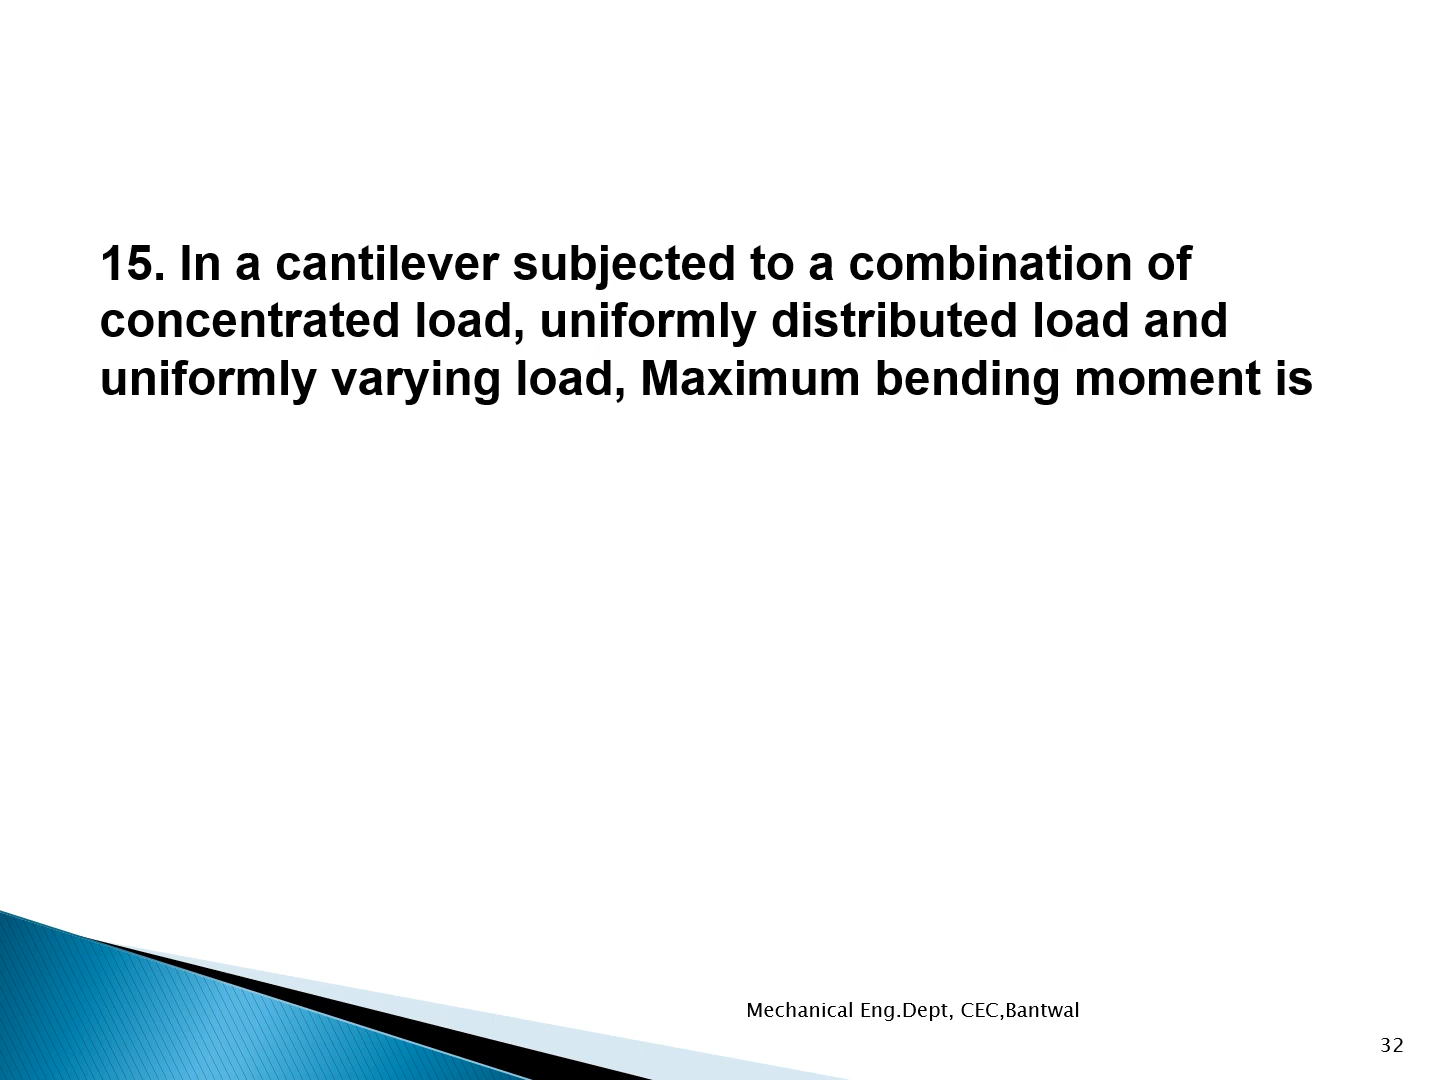 15. In a cantilever subjected to a combination of
concentrated load, uniformly distributed load and
uniformly varying load, Maximum bending moment is
Mechanical Eng.Dept, CEC,Bantwal
32